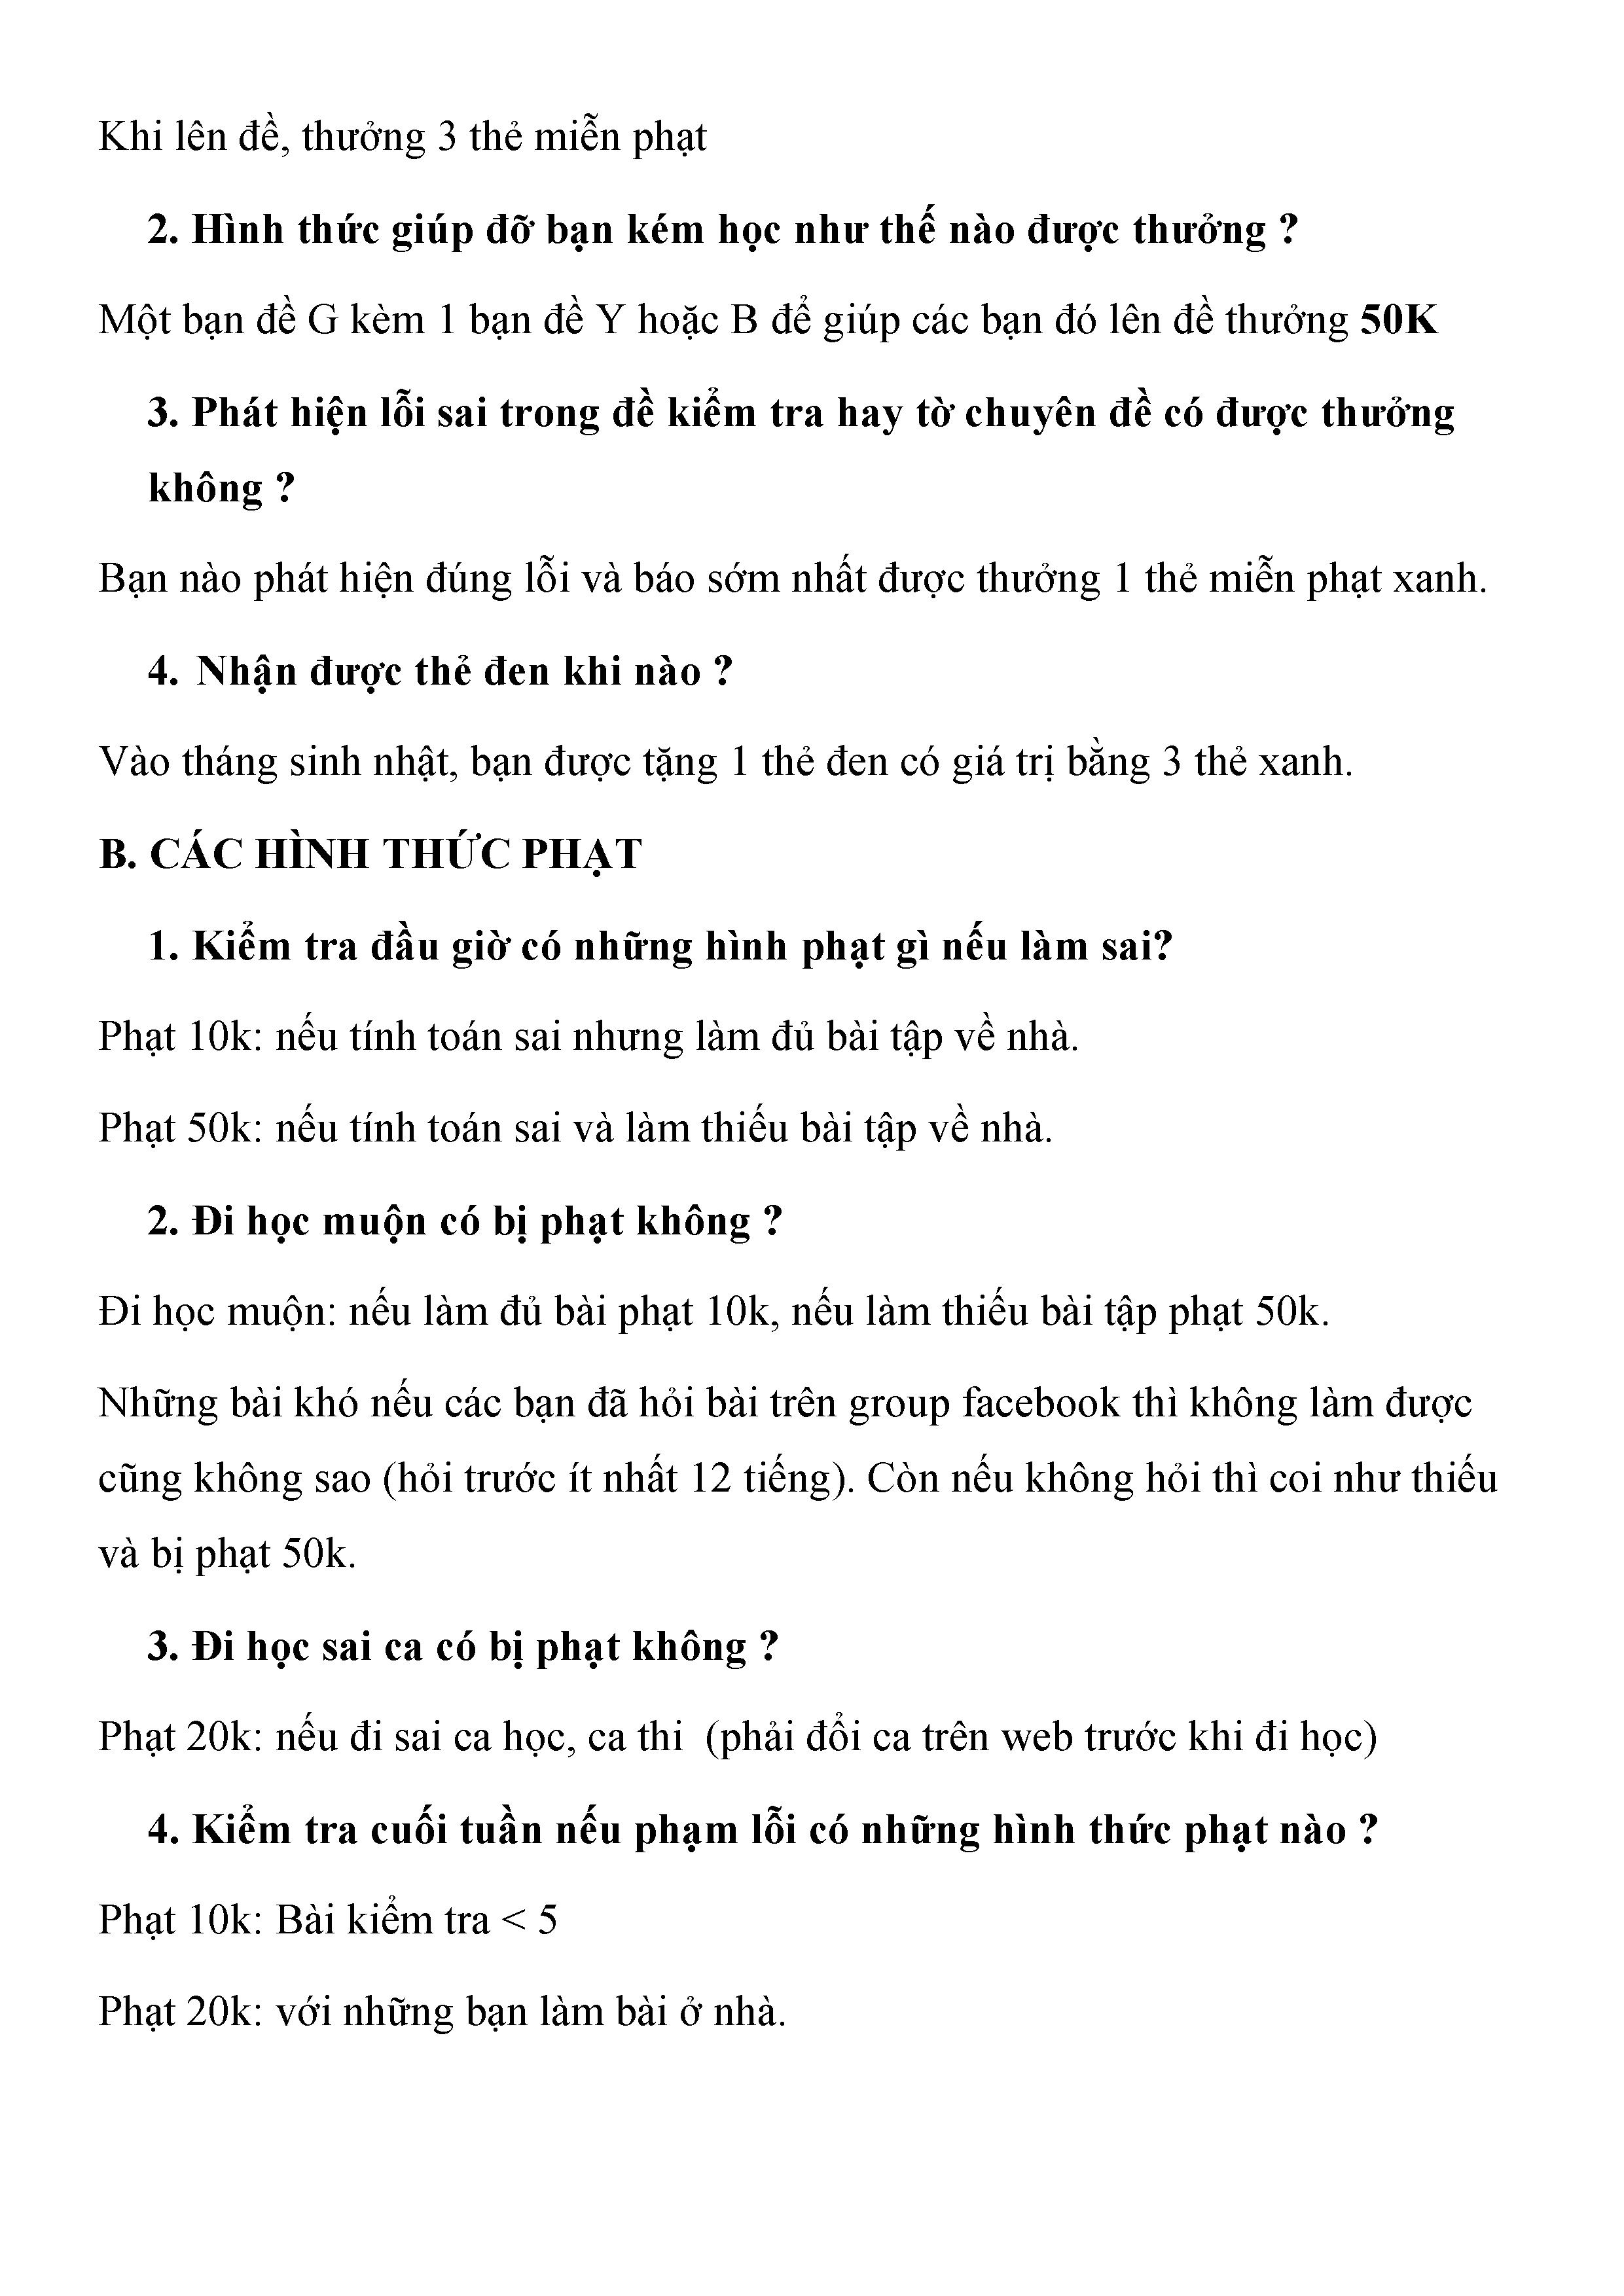 Khi lên đề, thưởng 3 thẻ miễn phạt
2. Hình thức giúp đỡ bạn kém học như thế nào được thưởng ?
Một bạn đề G kèm 1 bạn đề Y hoặc B để giúp các bạn đó lên đề thưởng 50K
3. Phát hiện lỗi sai trong đề kiểm tra hay tờ chuyên đề có được thưởng
không ?
Bạn nào phát hiện đúng lỗi và báo sớm nhất được thưởng 1 thẻ miễn phạt xanh.
4. Nhận được thẻ đen khi nào ?
Vào tháng sinh nhật, bạn được tặng 1 thẻ đen có giá trị bằng 3 thẻ xanh.
B. CÁC HÌNH THỨC PHẠT
1. Kiểm tra đầu giờ có những hình phạt gì nếu làm sai?
Phạt 10k: nếu tính toán sai nhưng làm đủ bài tập về nhà.
Phạt 50k: nếu tính toán sai và làm thiếu bài tập về nhà.
2. Đi học muộn có bị phạt không ?
Đi học muộn: nếu làm đủ bài phạt 10k, nếu làm thiếu bài tập phạt 50k.
Những bài khó nếu các bạn đã hỏi bài trên group facebook thì không làm được
cũng không sao (hỏi trước ít nhất 12 tiếng). Còn nếu không hỏi thì coi như thiếu
và bị phạt 50k.
3. Đi học sai ca có bị phạt không ?
Phạt 20k: nếu đi sai ca học, ca thi (phải đổi ca trên web trước khi đi học)
4. Kiểm tra cuối tuần nếu phạm lỗi có những hình thức phạt nào ?
Phạt 10k: Bài kiểm tra < 5
Phạt 20k: với những bạn làm bài ở nhà.